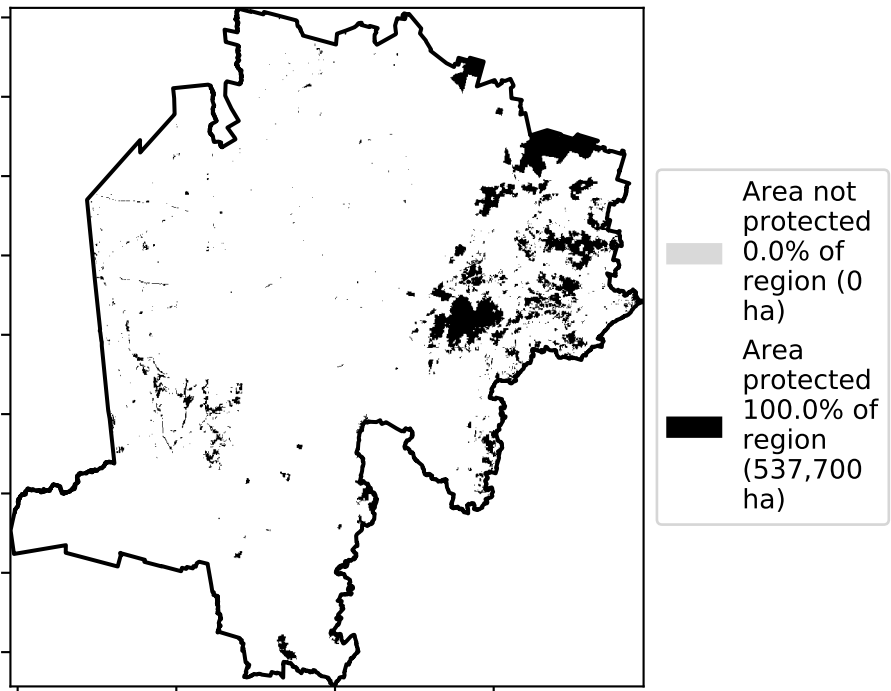 Area not
protected
0.0% of
region (0
ha)
Area
protected
100.0% of
region
(537,700
ha)